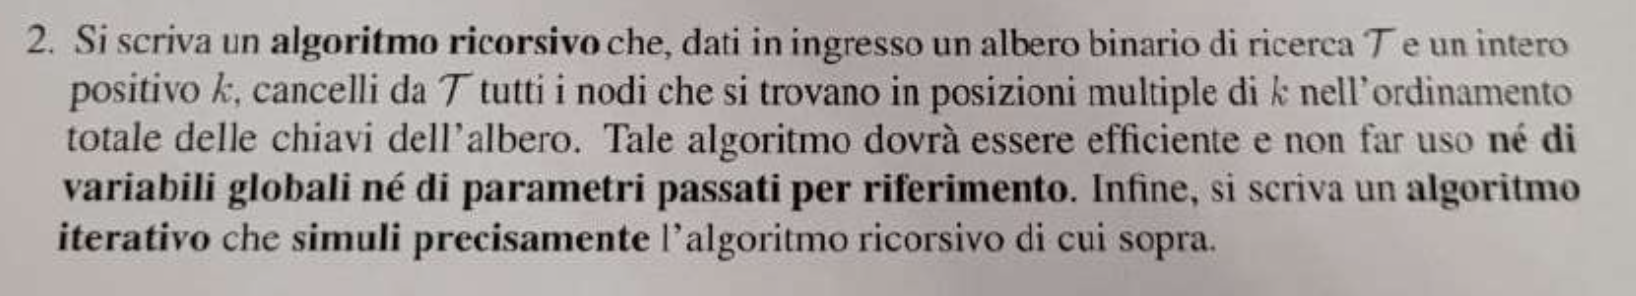 2. Si scriva un algoritmo ricorsivo che, dati in ingresso un albero binario di ricerca 𝒯 e un intero
positivo k, cancelli da 𝒯 tutti i nodi che si trovano in posizioni multiple di k nell'ordinamento
totale delle chiavi dell'albero. Tale algoritmo dovrà essere efficiente e non far uso né di
variabili globali né di parametri passati per riferimento. Infine, si scriva un algoritmo
iterativo che simuli precisamente l'algoritmo ricorsivo di cui sopra.